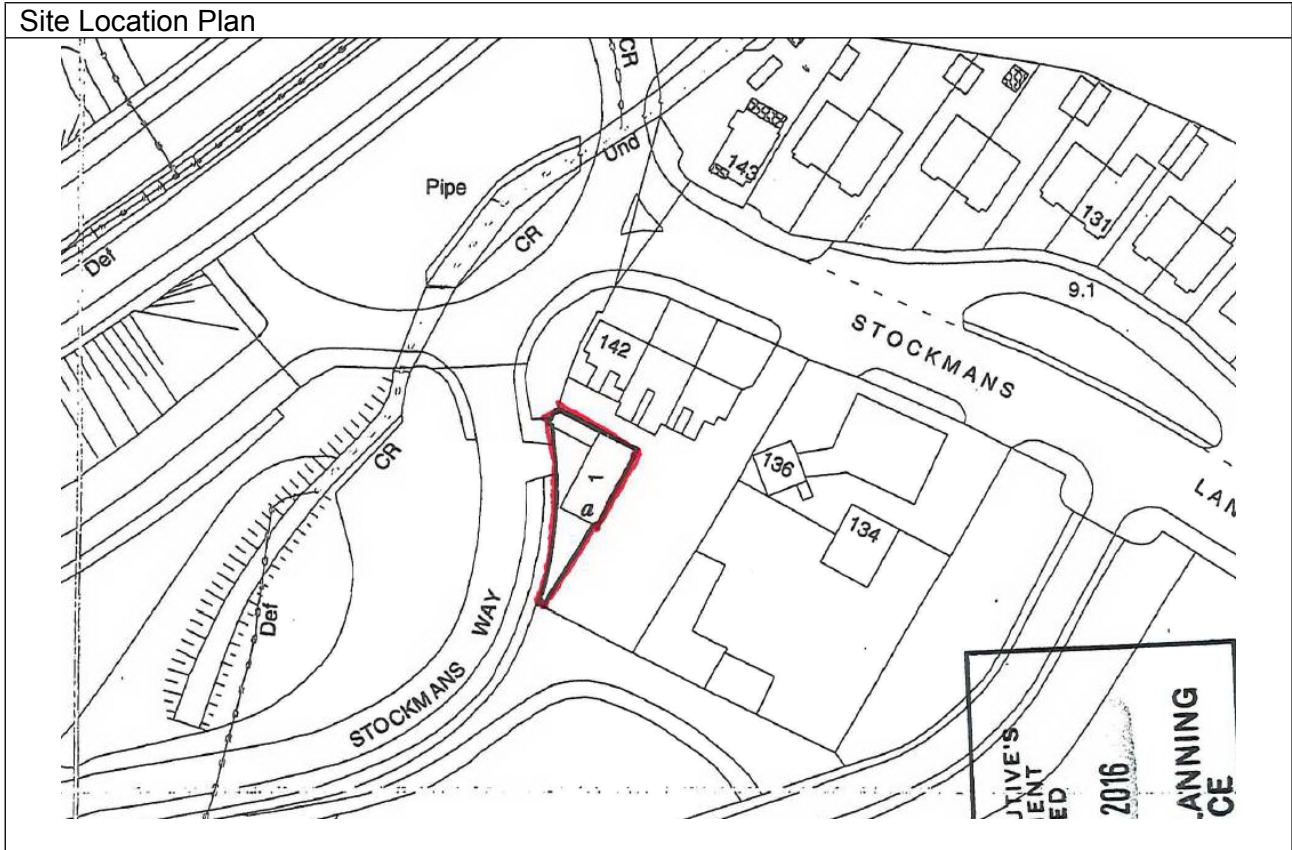 Site Location Plan
CR
Und
Pipe
CR
Def
143
131
9.1
STOCKMANS
LAN
142
136
134
1
a
CR
Def
STOCKMANS WAY
UTIVE'S
ENT
ED
2016
ANNING
CE